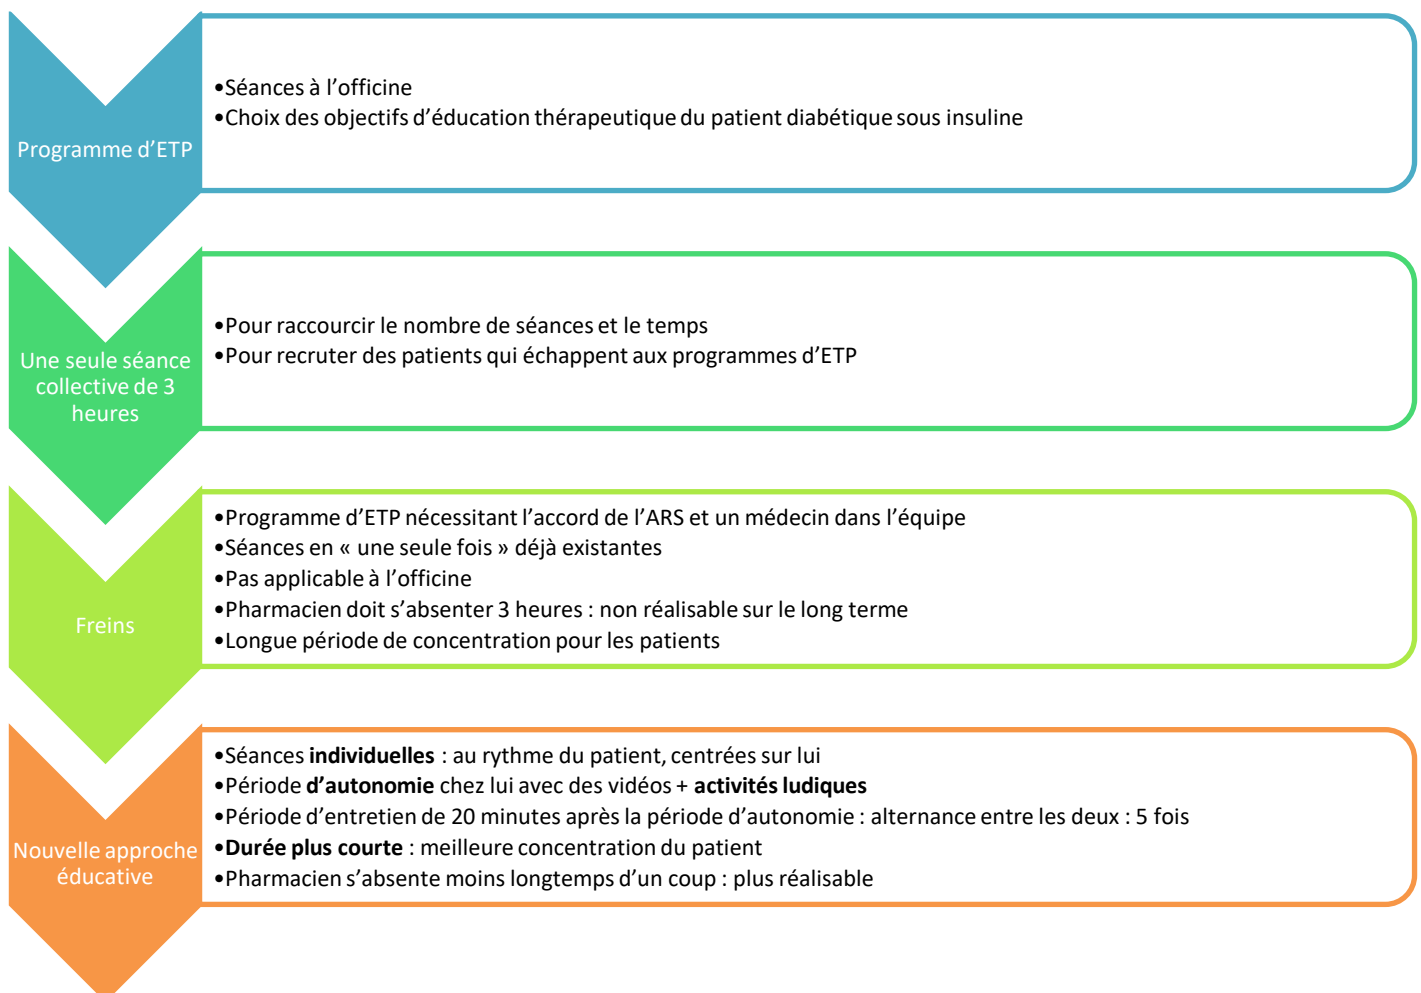 Programme d’ETP
•Séances à l’officine
•Choix des objectifs d’éducation thérapeutique du patient diabétique sous insuline
Une seule séance
collective de 3
heures
•Pour raccourcir le nombre de séances et le temps
•Pour recruter des patients qui échappent aux programmes d’ETP
Freins
•Programme d’ETP nécessitant l’accord de l’ARS et un médecin dans l’équipe
•Séances en « une seule fois » déjà existantes
•Pas applicable à l’officine
•Pharmacien doit s’absenter 3 heures : non réalisable sur le long terme
•Longue période de concentration pour les patients
Nouvelle approche
éducative
•Séances individuelles : au rythme du patient, centrées sur lui
•Période d’autonomie chez lui avec des vidéos + activités ludiques
•Période d’entretien de 20 minutes après la période d’autonomie : alternance entre les deux : 5 fois
•Durée plus courte : meilleure concentration du patient
•Pharmacien s’absente moins longtemps d’un coup : plus réalisable